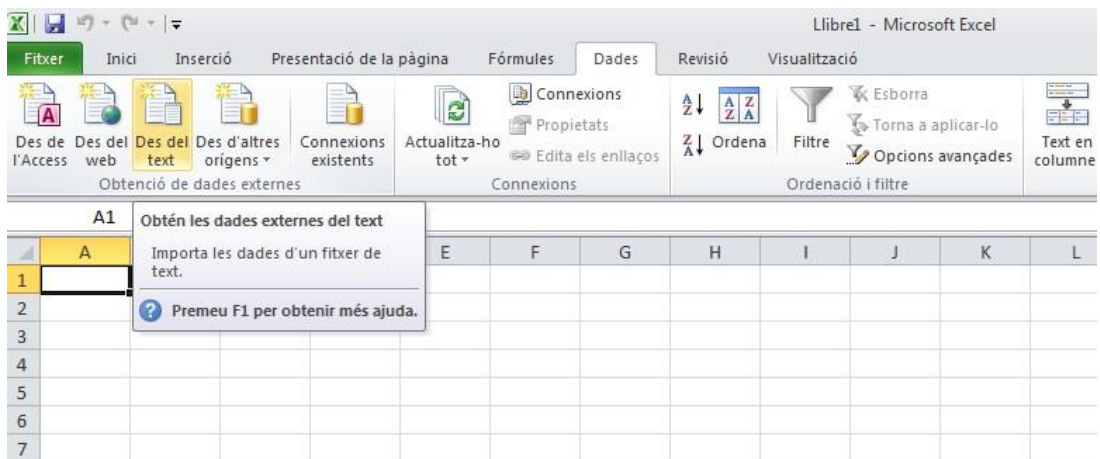 Llibre1 - Microsoft Excel
Fitxer Inici Inserció Presentació de la pàgina Fórmules Dades Revisió Visualització
Des de l'Access
Des del web
Des del text
Des d'altres orígens
Connexions existents
Obtenció de dades externes
Actualitza-ho tot
Connexions
Propietats
Edita els enllaços
Connexions
A Z
Z A
A Z Z A
Ordena
Filtre
Esborra
Torna a aplicar-lo
Opcions avançades
Ordenació i filtre
Text en columne
A1
Obtén les dades externes del text
Importa les dades d'un fitxer de
text.
Premeu F1 per obtenir més ajuda.
A E F G H I J K L
1
2
3
4
5
6
7